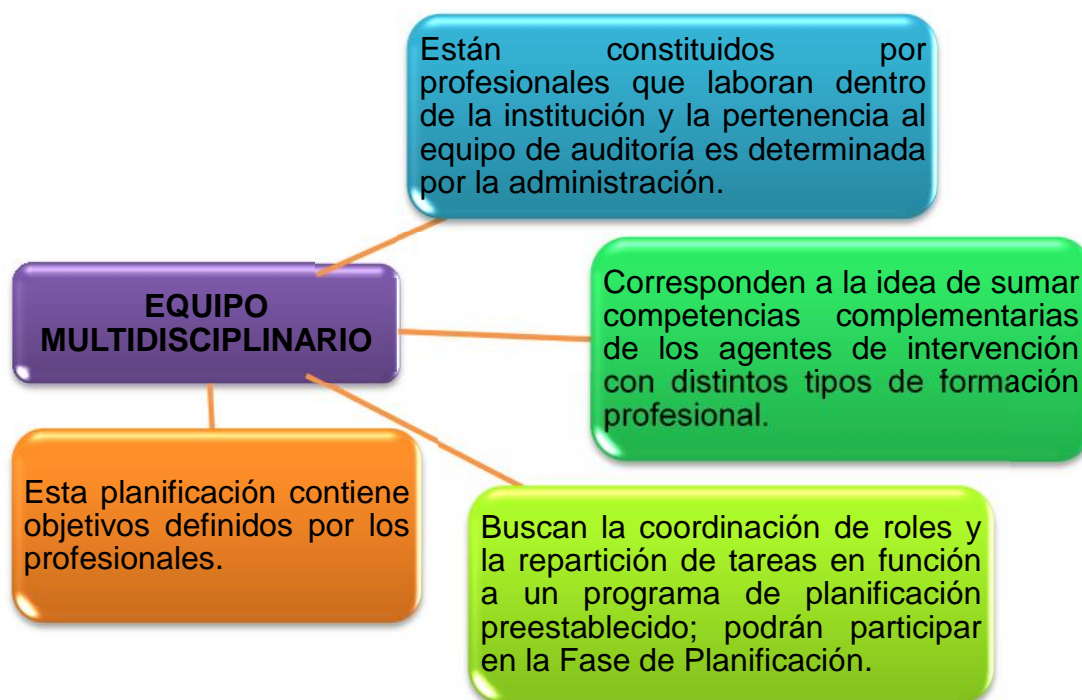 Están constituidos por
profesionales que laboran dentro
de la institución y la pertenencia al
equipo de auditoría es determinada
por la administración.
EQUIPO
MULTIDISCIPLINARIO
Corresponden a la idea de sumar
competencias complementarias
de los agentes de intervención
con distintos tipos de formación
profesional.
Esta planificación contiene
objetivos definidos por los
profesionales.
Buscan la coordinación de roles y
la repartición de tareas en función
a un programa de planificación
preestablecido; podrán participar
en la Fase de Planificación.